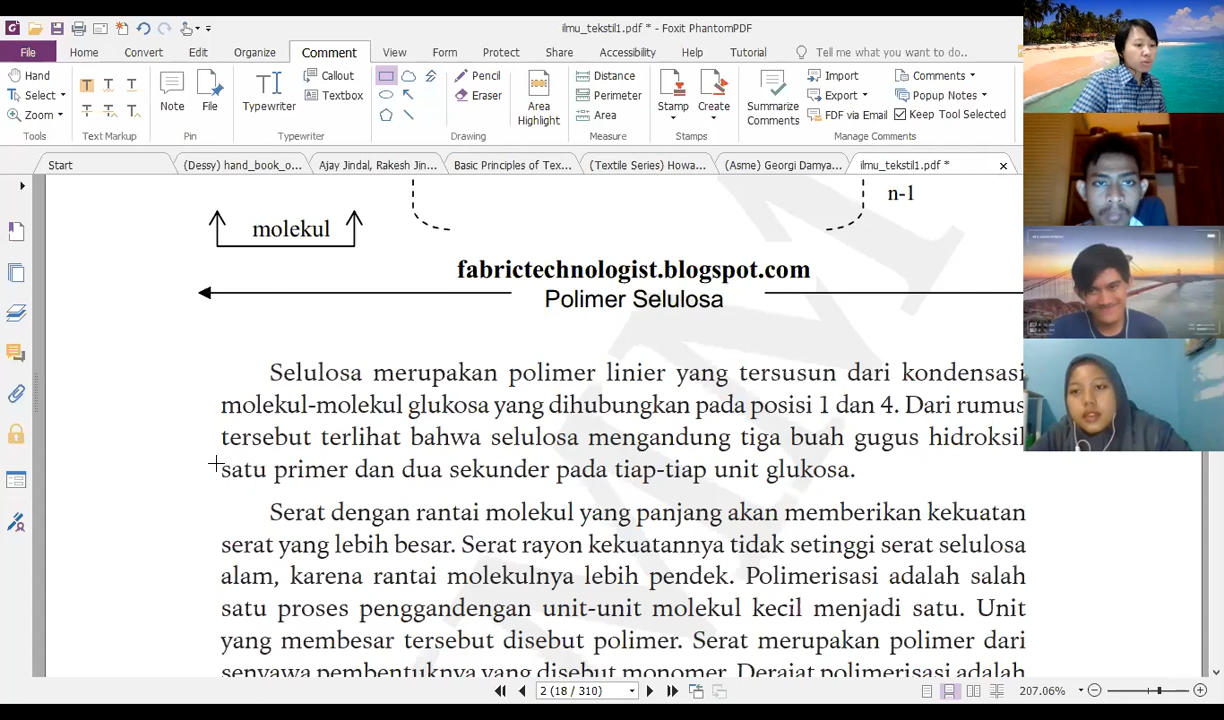 ilmu_tekstil1.pdf * - Foxit PhantomPDF
File Home Convert Edit Organize Comment View Form Protect Share Accessibility Help Tutorial Tell me what you want to do..
Hand
Select
Zoom
Tools
T T T
T T T
Text Markup
Note
File
Pin
Typewriter
Callout
Textbox
Typewriter
Pencil
Eraser
Area
Highlight
Drawing
Distance
Perimeter
Area
Measure
Stamp
Create
Stamps
Summarize
Comments
Import
Export
FDF via Email
Comments
Popup Notes
Keep Tool Selected
Manage Comments
Start
(Dessy) hand_book_o...
Ajay Jindal, Rakesh Jin...
Basic Principles of Tex...
(Textile Series) Howa...
(Asme) Georgi Damya...
ilmu_tekstil1.pdf *
n-1
molekul
fabrictechnologist.blogspot.com
Polimer Selulosa
Selulosa merupakan polimer linier yang tersusun dari kondensasi
molekul-molekul glukosa yang dihubungkan pada posisi 1 dan 4. Dari rumus
tersebut terlihat bahwa selulosa mengandung tiga buah gugus hidroksil
satu primer dan dua sekunder pada tiap-tiap unit glukosa.
Serat dengan rantai molekul yang panjang akan memberikan kekuatan
serat yang lebih besar. Serat rayon kekuatannya tidak setinggi serat selulosa
alam, karena rantai molekulnya lebih pendek. Polimerisasi adalah salah
satu proses penggandengan unit-unit molekul kecil menjadi satu. Unit
yang membesar tersebut disebut polimer. Serat merupakan polimer dari
senyawa pembentuknya yang disebut monomer. Derajat polimerisasi adalah
2 (18 / 310)
207.06%